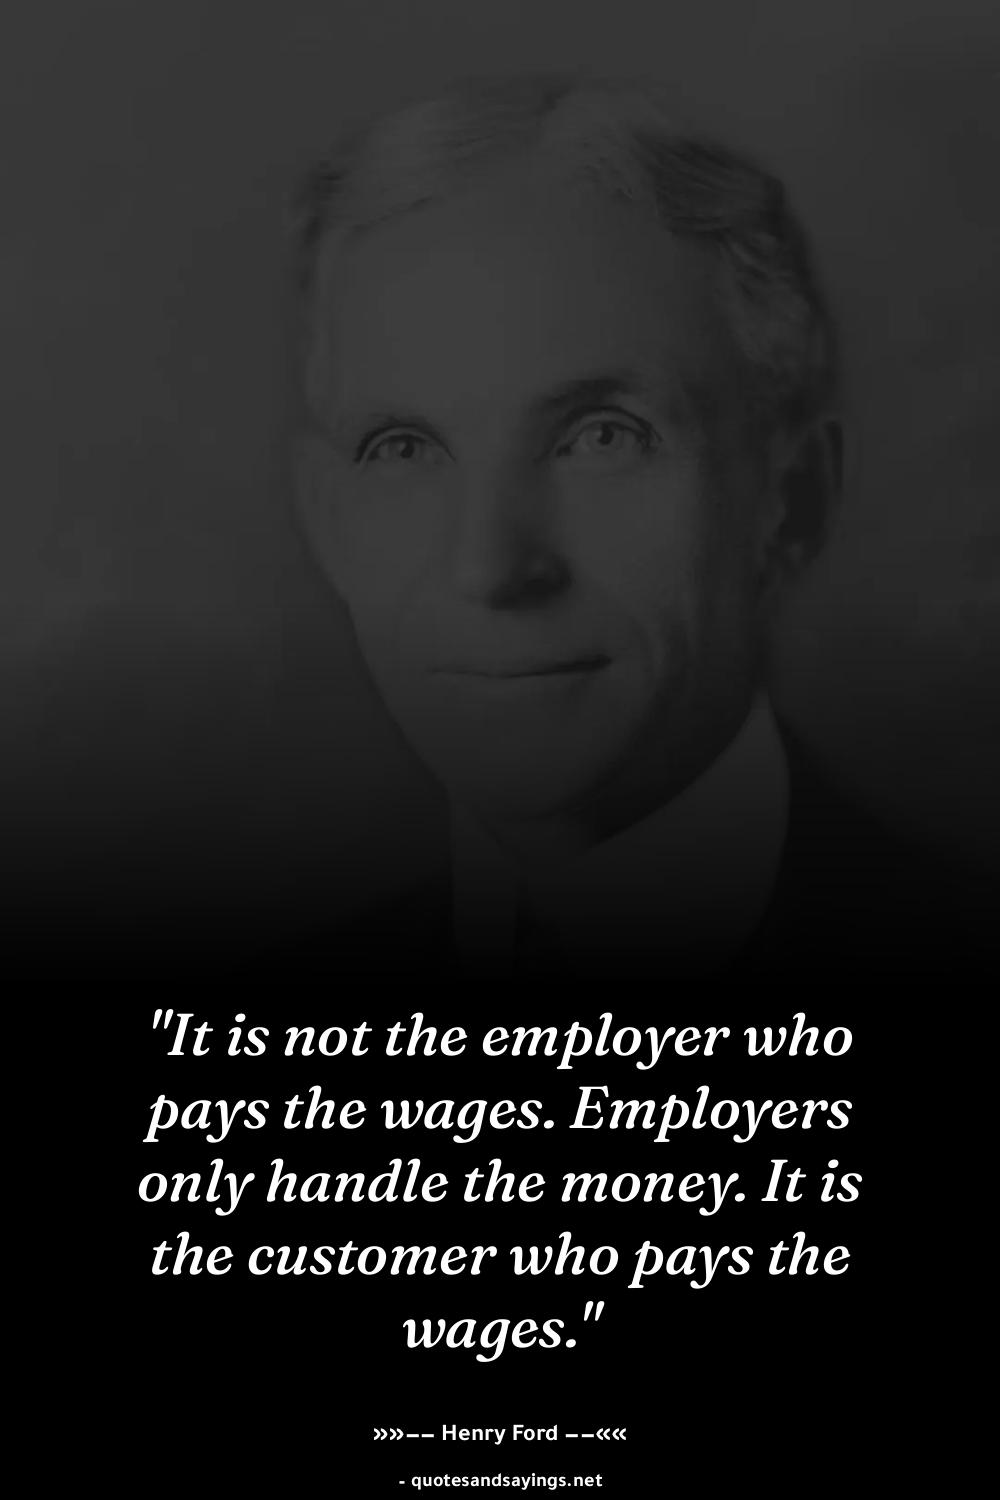 "It is not the employer who
pays the wages. Employers
only handle the money. It is
the customer who pays the
wages."
»»−− Henry Ford −−««
- quotesandsayings.net